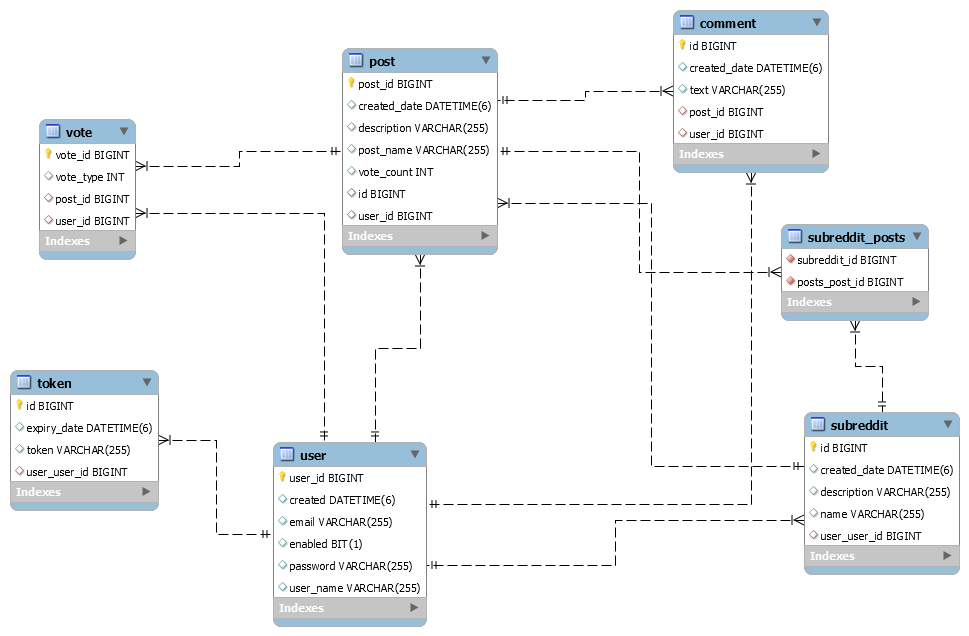 comment
id BIGINT
created_date DATETIME(6)
text VARCHAR(255)
post_id BIGINT
user_id BIGINT
Indexes
post
post_id BIGINT
created_date DATETIME(6)
description VARCHAR(255)
post_name VARCHAR(255)
vote_count INT
id BIGINT
user_id BIGINT
Indexes
vote
vote_id BIGINT
vote_type INT
post_id BIGINT
user_id BIGINT
Indexes
subreddit_posts
subreddit_id BIGINT
posts_post_id BIGINT
Indexes
token
id BIGINT
expiry_date DATETIME(6)
token VARCHAR(255)
user_user_id BIGINT
Indexes
user
user_id BIGINT
created DATETIME(6)
email VARCHAR(255)
enabled BIT(1)
password VARCHAR(255)
user_name VARCHAR(255)
Indexes
subreddit
id BIGINT
created_date DATETIME(6)
description VARCHAR(255)
name VARCHAR(255)
user_user_id BIGINT
Indexes